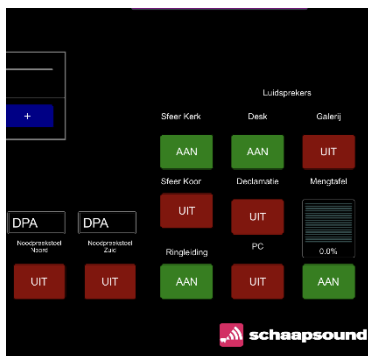 Luidsprekers
+
Sfeer Kerk
Desk
Galerij
AAN
AAN
UIT
Sfeer Koor
Declamatie
Mengtafel
UIT
UIT
DPA
DPA
Noodpreekstoel
Noord
Noodpreekstoel
Zuid
Ringleiding
PC
0.0%
UIT
UIT
AAN
UIT
AAN
schaapsound